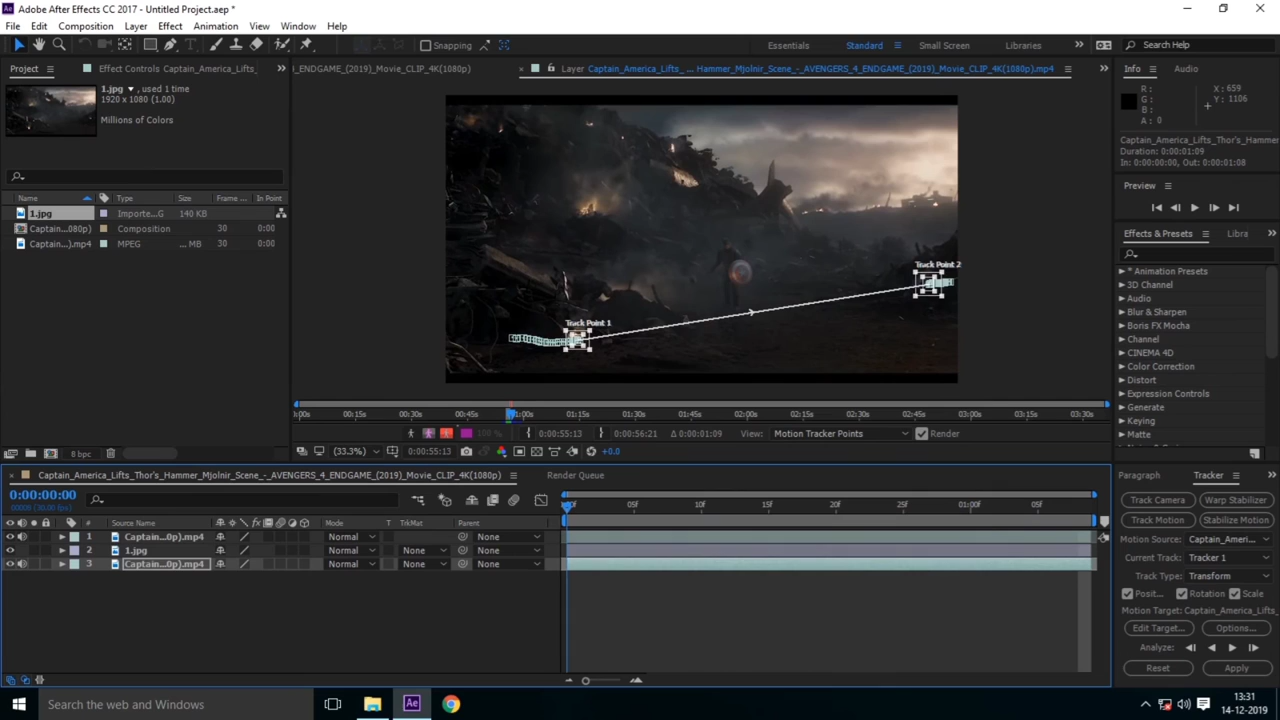 Adobe After Effects CC 2017 - Untitled Project.aep *
File Edit Composition Layer Effect Animation View Window Help
Snapping
Essentials Standard Small Screen Libraries Search Help
Project Effect Controls Captain_America_Lifts_
_ENDGAME_(2019)_Movie_CLIP_4K(1080p)
Layer Captain_America_Lifts_ ... Hammer_Mjolnir_Scene_-_AVENGERS_4_ENDGAME_(2019)_Movie_CLIP_4K(1080p).mp4
Info Audio
1.jpg , used 1 time
1920 x 1080 (1.00)
Millions of Colors
R:
G:
B:
A: 0
X: 659
Y: 1106
Captain_America_Lifts_Thor's_Hammer
Duration: 0:00:01:09
In: 0:00:00:00, Out: 0:00:01:08
Preview
Effects & Presets Libra
* Animation Presets
3D Channel
Audio
Blur & Sharpen
Boris FX Mocha
Channel
CINEMA 4D
Color Correction
Distort
Expression Controls
Generate
Keying
Matte
Name Type Size Frame ... In Point
1.jpg Importe...G 140 KB
Captain...080p) Composition 30 0:00
Captain...).mp4 MPEG ... MB 30 0:00
Track Point 1
Track Point 2
0:00s 00:15s 00:30s 00:45s 01:00s 01:15s 01:30s 01:45s 02:00s 02:15s 02:30s 02:45s 03:30s
100 % 0:00:55:13 0:00:56:21 Δ 0:00:01:09 View: Motion Tracker Points Render
8 bpc
(33.3%) 0:00:55:13 +0.0
Captain_America_Lifts_Thor's_Hammer_Mjolnir_Scene_-_AVENGERS_4_ENDGAME_(2019)_Movie_CLIP_4K(1080p)
Render Queue
0:00:00:00
# Source Name Mode T TrkMat Parent
05f 10f 15f 20f 25f 01:00f 05f
1 Captain...0p).mp4 Normal None
2 1.jpg Normal None None
3 Captain...0p).mp4 Normal None None
Paragraph Tracker
Track Camera Warp Stabilizer
Track Motion Stabilize Motion
Motion Source: Captain_Ameri...
Current Track: Tracker 1
Track Type: Transform
Posit... Rotation Scale
Motion Target: Captain_America_Lifts_
Edit Target... Options...
Analyze:
Reset Apply
Search the web and Windows
13:31
14-12-2019